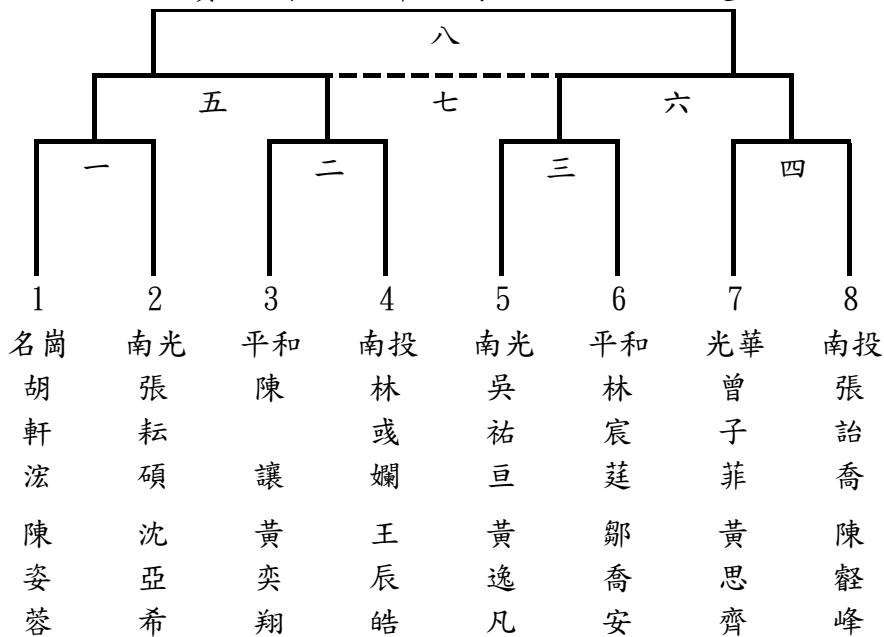 八
五 七 六
一 二 三 四
1 2 3 4 5 6 7 8
名崗 南光 平和 南投 南光 平和 光華 南投
胡 張 陳 林 吳 林 曾 張
軒 耘 彧 祐 宸 子 詒
浤 碩 讓 斕 亘 莛 菲 喬
陳 沈 黃 王 黃 鄒 黃 陳
姿 亞 奕 辰 逸 喬 思 睿
蓉 希 翔 皓 凡 安 齊 峰